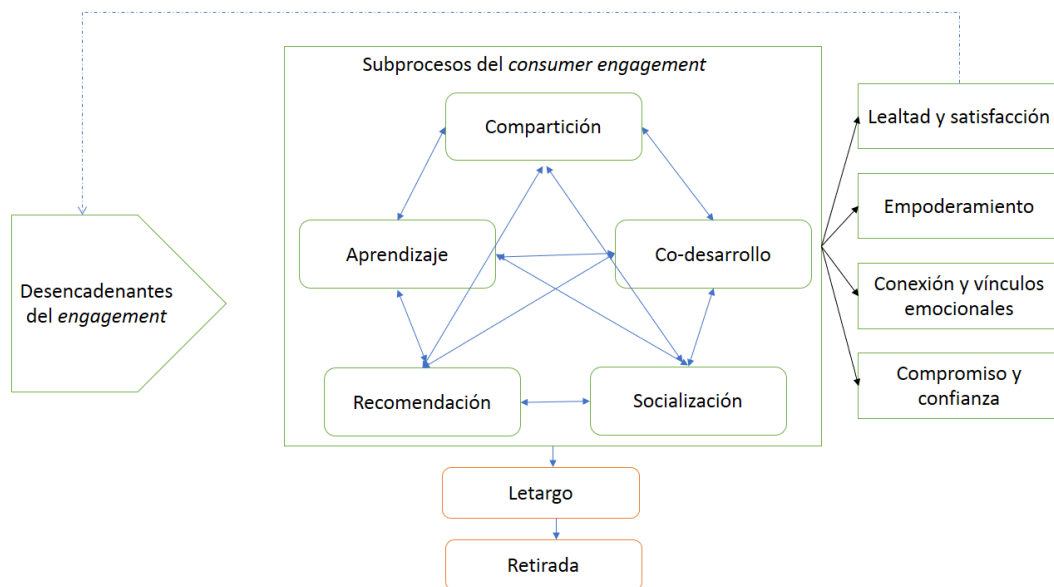 Subprocesos del consumer engagement
Compartición
Lealtad y satisfacción
Empoderamiento
Aprendizaje
Co-desarrollo
Desencadenantes
del engagement
Conexión y vínculos
emocionales
Recomendación
Socialización
Compromiso y
confianza
Letargo
Retirada